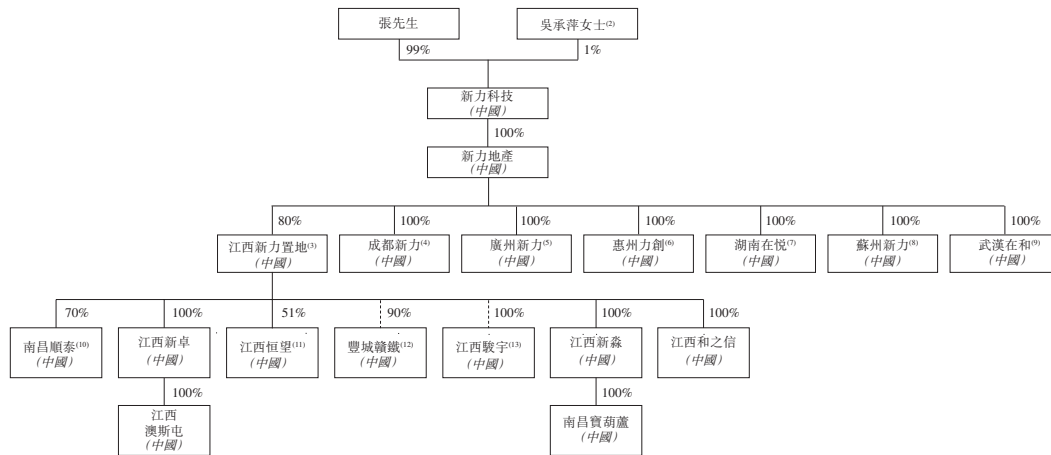 張先生
吳承萍女士(2)
99%
1%
新力科技
(中國)
100%
新力地產
(中國)
80%
100%
100%
100%
100%
100%
100%
江西新力置地(3)
(中國)
成都新力(4)
(中國)
廣州新力(5)
(中國)
惠州力創(6)
(中國)
湖南在悅(7)
(中國)
蘇州新力(8)
(中國)
武漢在和(9)
(中國)
70%
100%
51%
90%
100%
100%
100%
南昌順泰(10)
(中國)
江西新卓
(中國)
江西恒望(11)
(中國)
豐城贛鐵(12)
(中國)
江西駿宇(13)
(中國)
江西新淼
(中國)
江西和之信
(中國)
100%
100%
江西
澳斯屯
(中國)
南昌寶葫蘆
(中國)